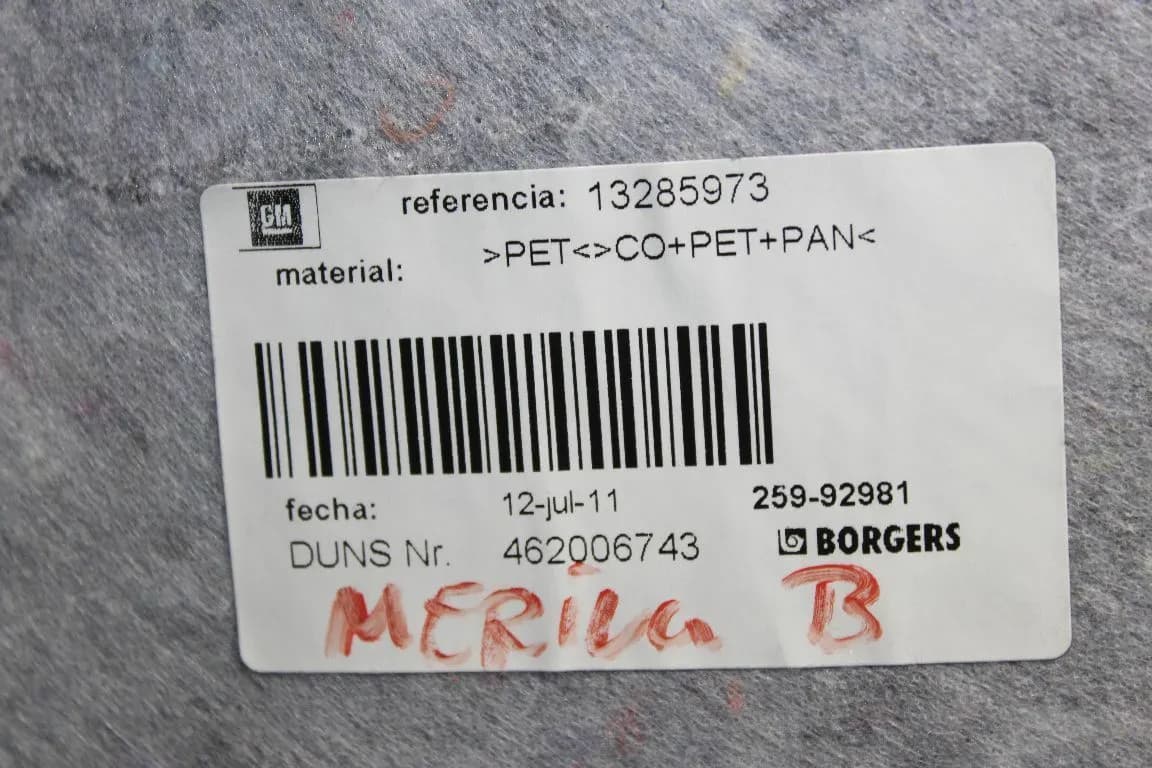 GM
referencia: 13285973
material: >PET<>CO+PET+PAN<
fecha: 12-jul-11 259-92981
DUNS Nr. 462006743 BORGERS
MERIVA B